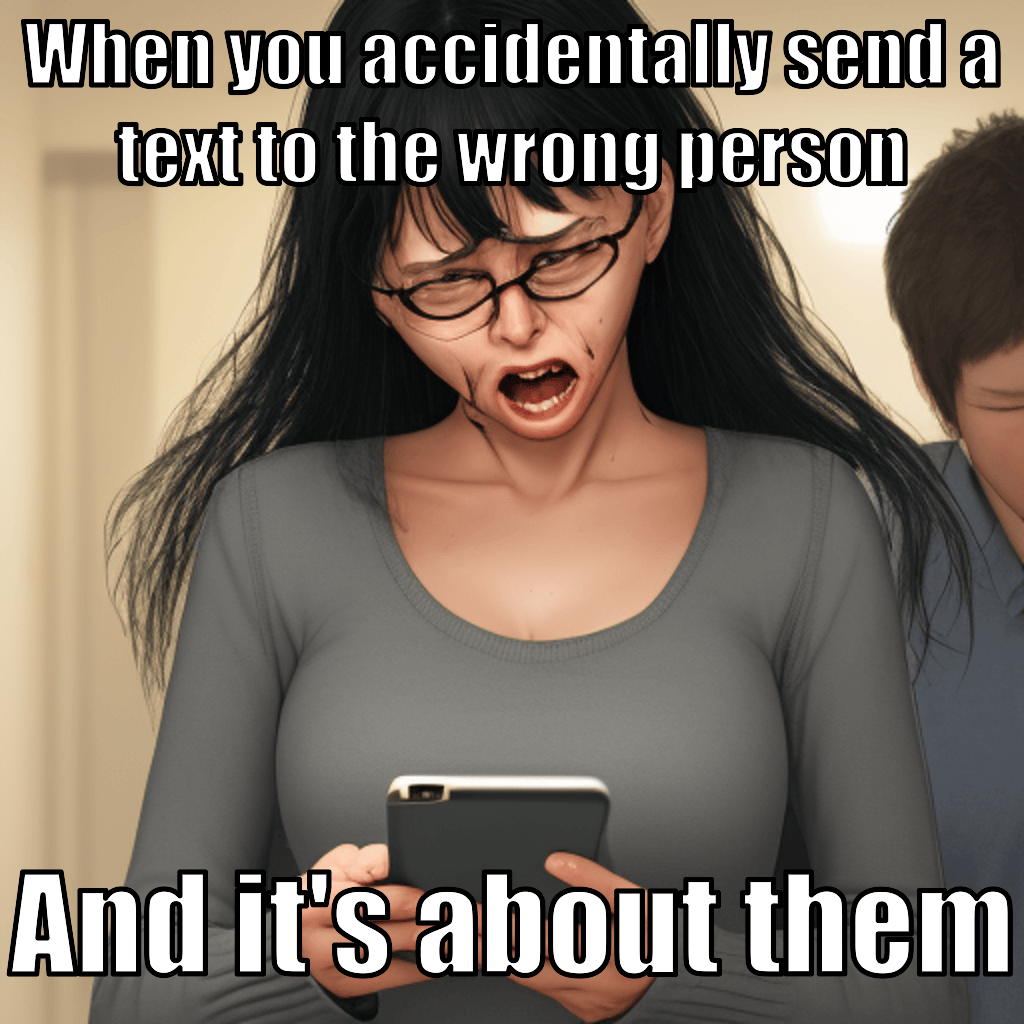 When you accidentally send a
text to the wrong person
And it's about them